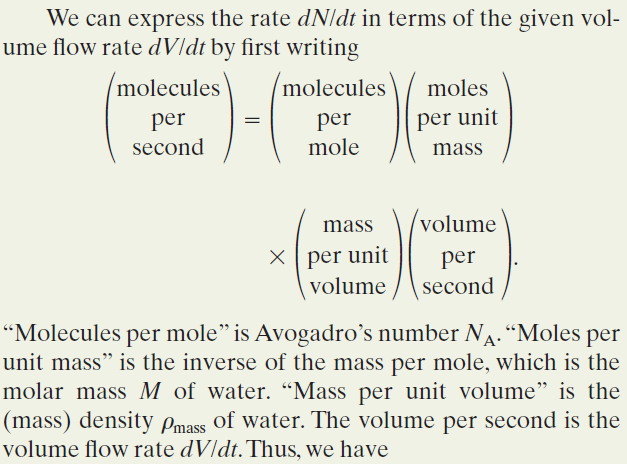 We can express the rate dN/dt in terms of the given vol-
ume flow rate dV/dt by first writing
(molecules per second) = (molecules per mole)(moles per unit mass)
× (mass per unit volume)(volume per second).
“Molecules per mole” is Avogadro’s number N_A. “Moles per
unit mass” is the inverse of the mass per mole, which is the
molar mass M of water. “Mass per unit volume” is the
(mass) density ρ_mass of water. The volume per second is the
volume flow rate dV/dt. Thus, we have